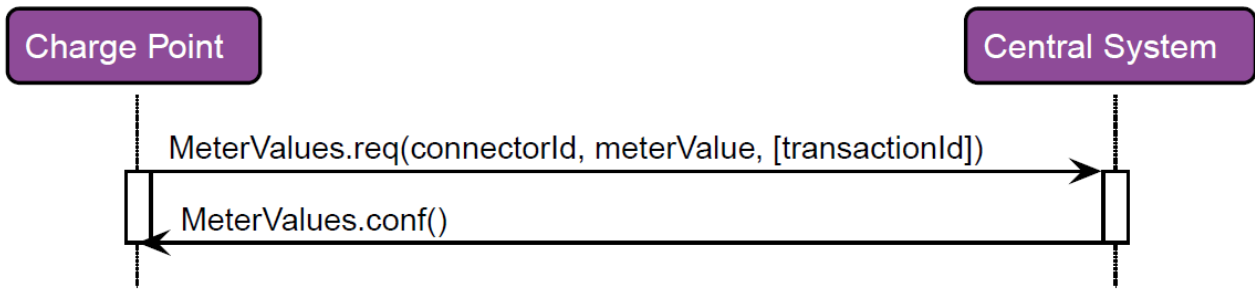 Charge Point
Central System
MeterValues.req(connectorId, meterValue, [transactionId])
MeterValues.conf()